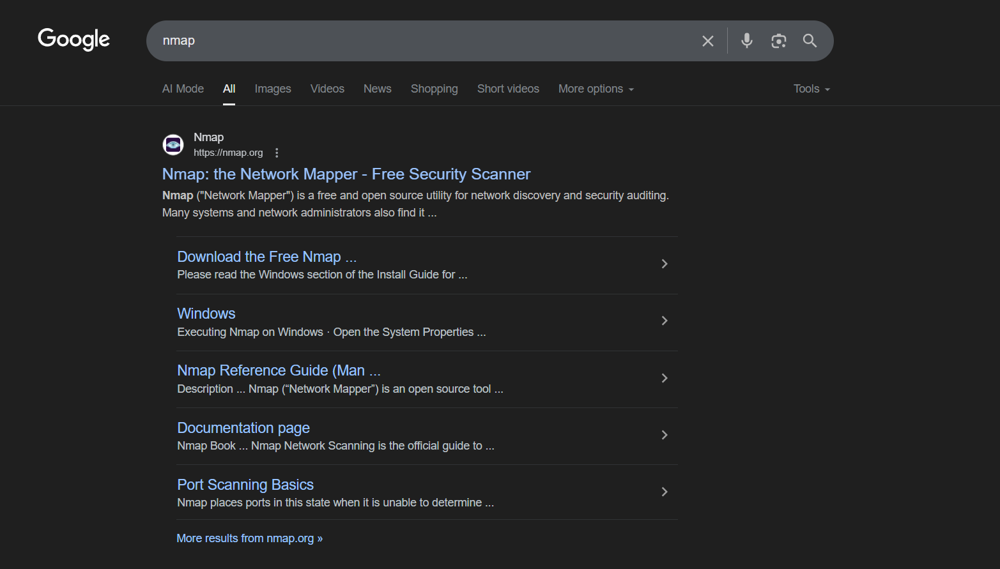 Google
nmap
AI Mode All Images Videos News Shopping Short videos More options Tools
Nmap
https://nmap.org
Nmap: the Network Mapper - Free Security Scanner
Nmap ("Network Mapper") is a free and open source utility for network discovery and security auditing.
Many systems and network administrators also find it ...
Download the Free Nmap ...
Please read the Windows section of the Install Guide for ...
Windows
Executing Nmap on Windows · Open the System Properties ...
Nmap Reference Guide (Man ...
Description ... Nmap (“Network Mapper”) is an open source tool ...
Documentation page
Nmap Book ... Nmap Network Scanning is the official guide to ...
Port Scanning Basics
Nmap places ports in this state when it is unable to determine ...
More results from nmap.org »